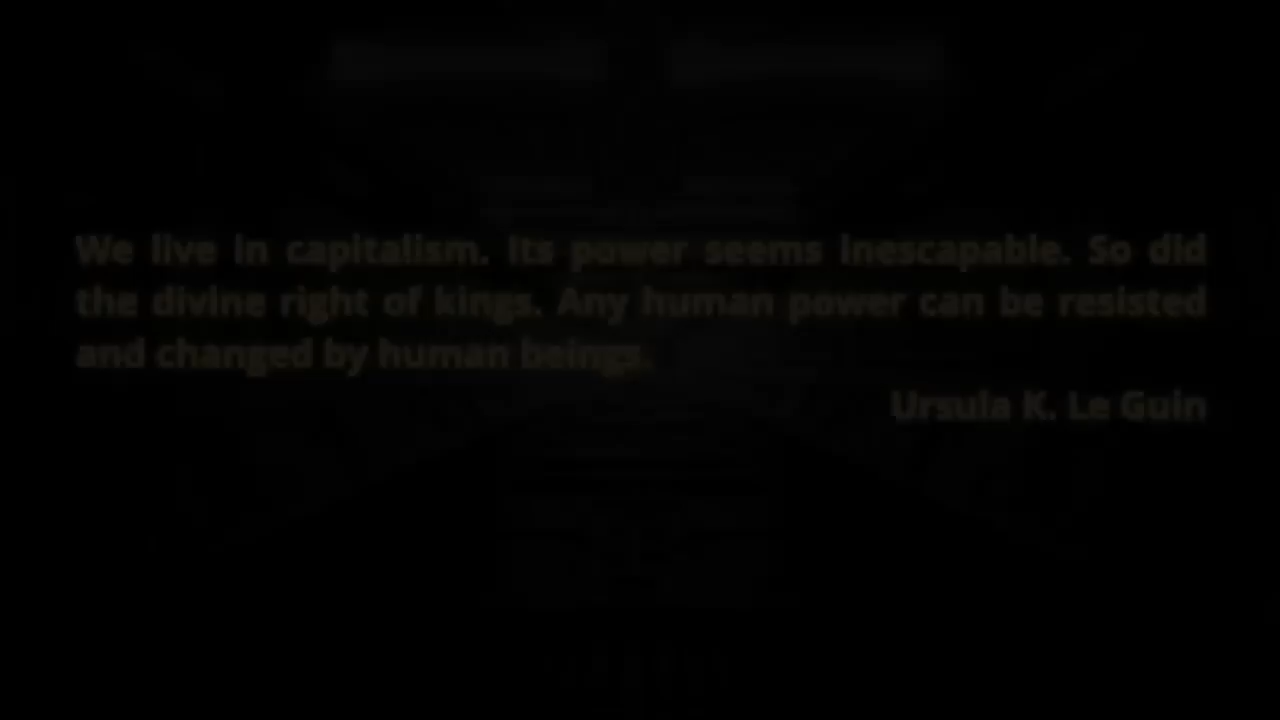 We live in capitalism. Its power seems inescapable. So did
the divine right of kings. Any human power can be resisted
and changed by human beings.
Ursula K. Le Guin